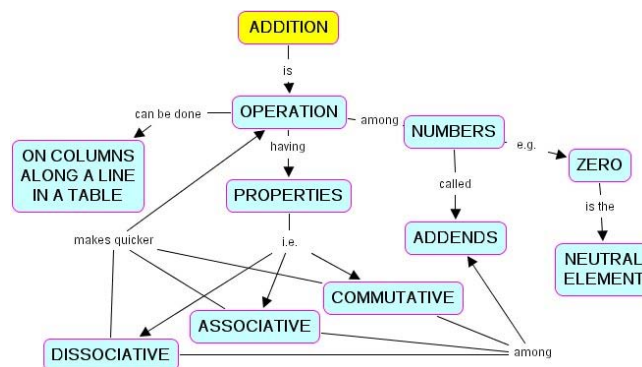 ADDITION
is
can be done
OPERATION
among
NUMBERS
e.g.
ON COLUMNS
ALONG A LINE
IN A TABLE
having
called
ZERO
PROPERTIES
is the
makes quicker
i.e.
ADDENDS
NEUTRAL
ELEMENT
COMMUTATIVE
ASSOCIATIVE
DISSOCIATIVE
among